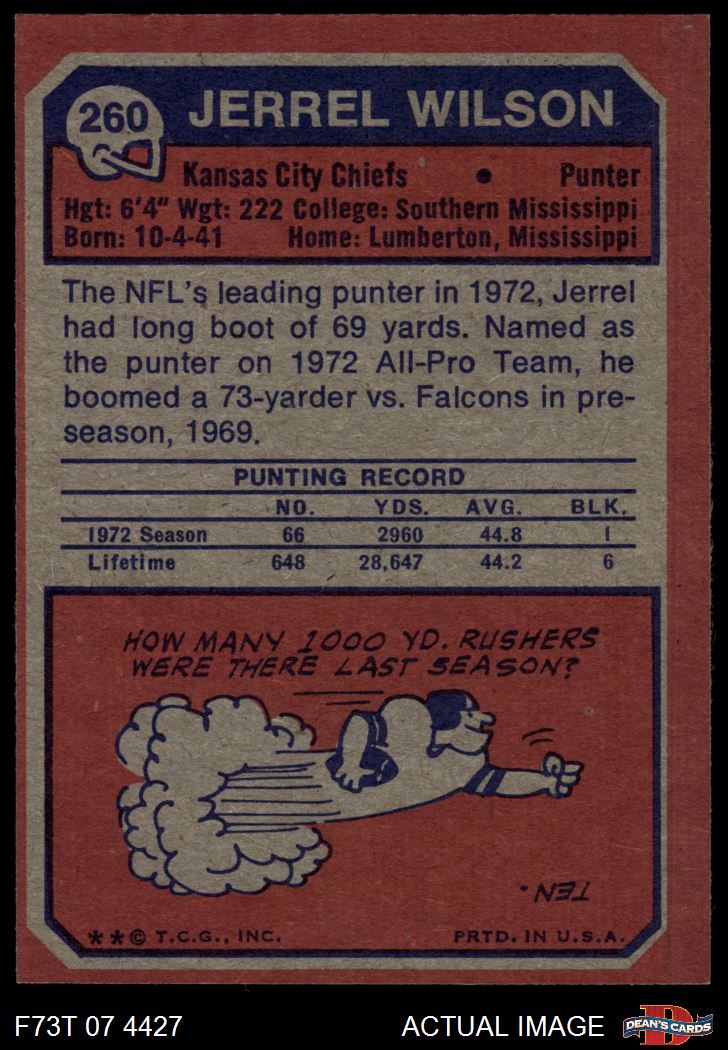 260 JERREL WILSON
Kansas City Chiefs • Punter
Hgt: 6'4" Wgt: 222 College: Southern Mississippi
Born: 10-4-41 Home: Lumberton, Mississippi
The NFL's leading punter in 1972, Jerrel
had long boot of 69 yards. Named as
the punter on 1972 All-Pro Team, he
boomed a 73-yarder vs. Falcons in pre-
season, 1969.
PUNTING RECORD
NO. YDS. AVG. BLK.
1972 Season 66 2960 44.8 1
Lifetime 648 28,647 44.2 6
HOW MANY 1000 YD. RUSHERS
WERE THERE LAST SEASON?
TEN.
**© T.C.G., INC. PRTD. IN U.S.A.
F73T 07 4427 ACTUAL IMAGE D DEAN'S CARDS